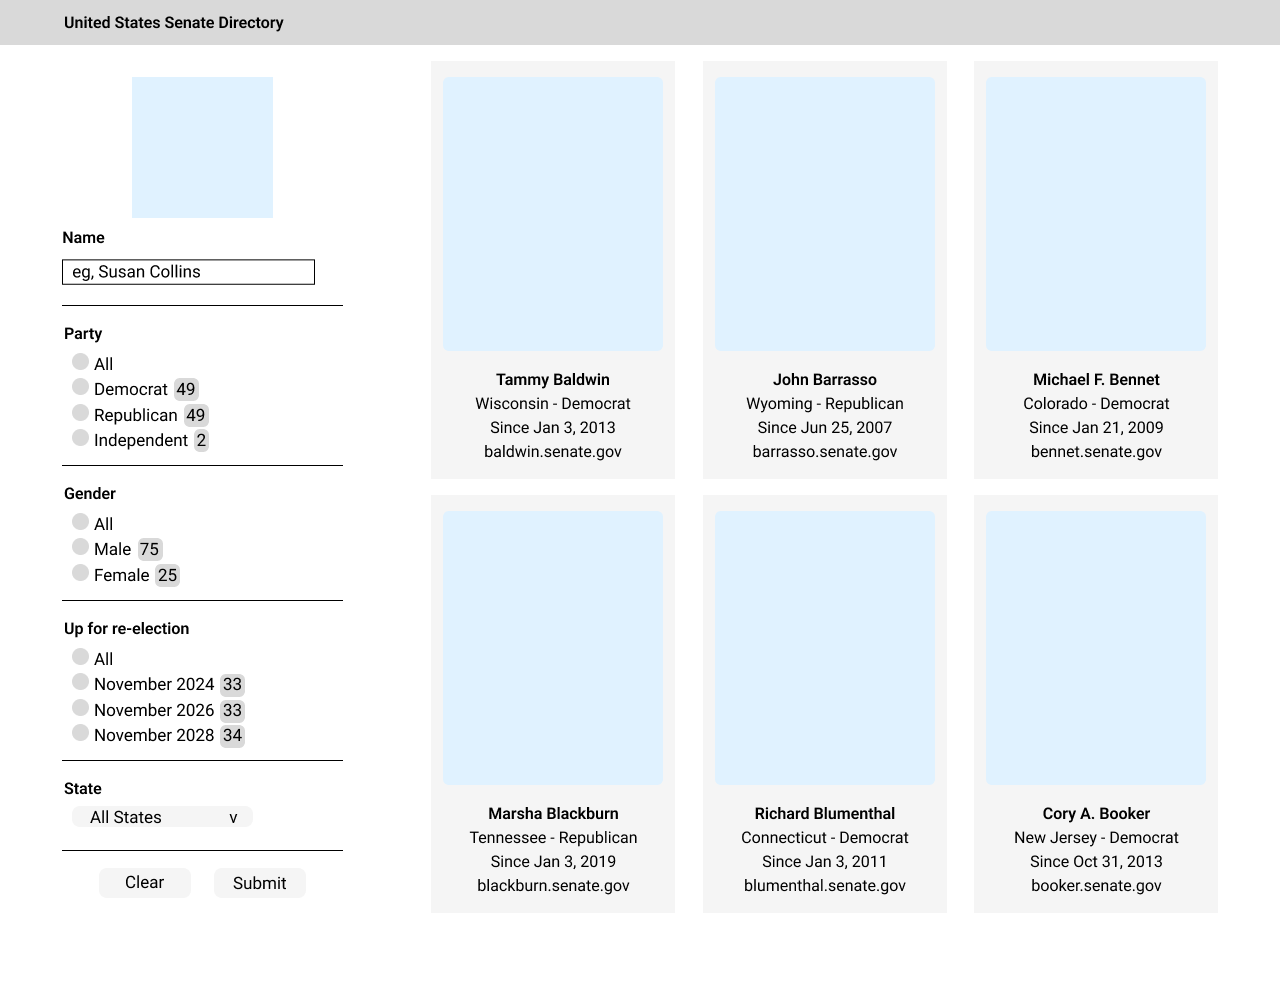 United States Senate Directory
Name
eg, Susan Collins
Party
All
Democrat 49
Republican 49
Independent 2
Gender
All
Male 75
Female 25
Up for re-election
All
November 2024 33
November 2026 33
November 2028 34
State
All States v
Clear Submit
Tammy Baldwin
Wisconsin - Democrat
Since Jan 3, 2013
baldwin.senate.gov
John Barrasso
Wyoming - Republican
Since Jun 25, 2007
barrasso.senate.gov
Michael F. Bennet
Colorado - Democrat
Since Jan 21, 2009
bennet.senate.gov
Marsha Blackburn
Tennessee - Republican
Since Jan 3, 2019
blackburn.senate.gov
Richard Blumenthal
Connecticut - Democrat
Since Jan 3, 2011
blumenthal.senate.gov
Cory A. Booker
New Jersey - Democrat
Since Oct 31, 2013
booker.senate.gov